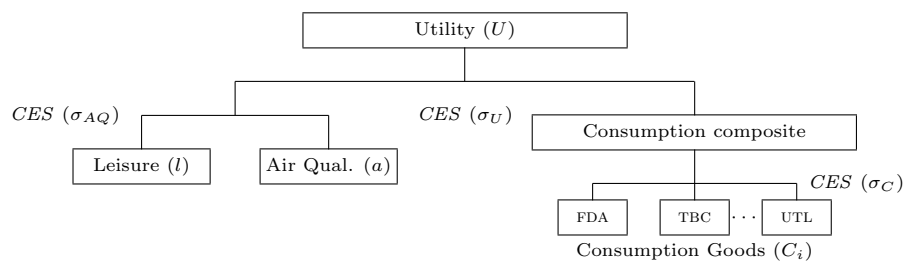 Utility (U)
CES (σ_AQ)
CES (σ_U)
Consumption composite
Leisure (l)
Air Qual. (a)
CES (σ_C)
FDA
TBC
...
UTL
Consumption Goods (C_i)